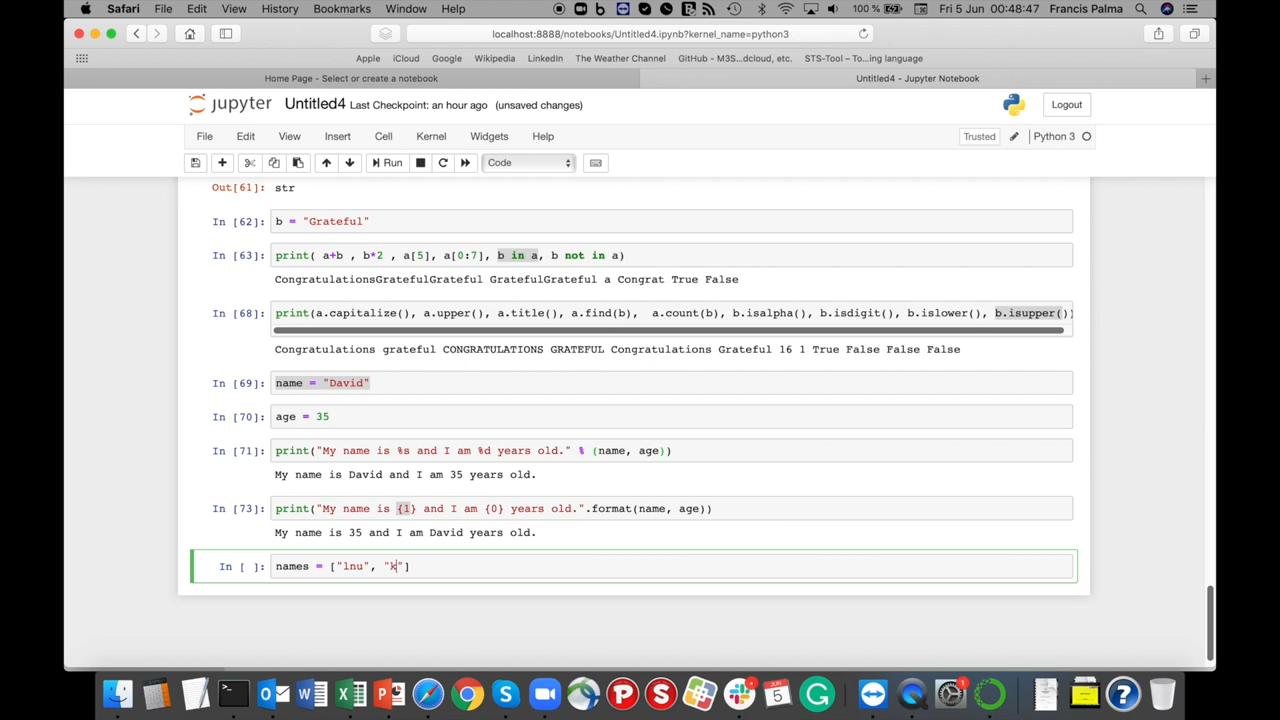 Safari File Edit View History Bookmarks Window Help 100 % Fri 5 Jun 00:48:47 Francis Palma
localhost:8888/notebooks/Untitled4.ipynb?kernel_name=python3
Apple iCloud Google Wikipedia LinkedIn The Weather Channel GitHub - M3S...dcloud, etc. STS-Tool – To...ing language
Home Page - Select or create a notebook Untitled4 - Jupyter Notebook +
jupyter Untitled4 Last Checkpoint: an hour ago (unsaved changes) Logout
File Edit View Insert Cell Kernel Widgets Help Trusted Python 3
Run Code
Out[61]: str
In [62]: b = "Grateful"
In [63]: print( a+b , b*2 , a[5], a[0:7], b in a, b not in a)
CongratulationsGratefulGrateful GratefulGrateful a Congrat True False
In [68]: print(a.capitalize(), a.upper(), a.title(), a.find(b), a.count(b), b.isalpha(), b.isdigit(), b.islower(), b.isupper())
Congratulations grateful CONGRATULATIONS GRATEFUL Congratulations Grateful 16 1 True False False False
In [69]: name = "David"
In [70]: age = 35
In [71]: print("My name is %s and I am %d years old." % (name, age))
My name is David and I am 35 years old.
In [73]: print("My name is {1} and I am {0} years old.".format(name, age))
My name is 35 and I am David years old.
In [ ]: names = ["lnu", "k"]
JUN
5
1